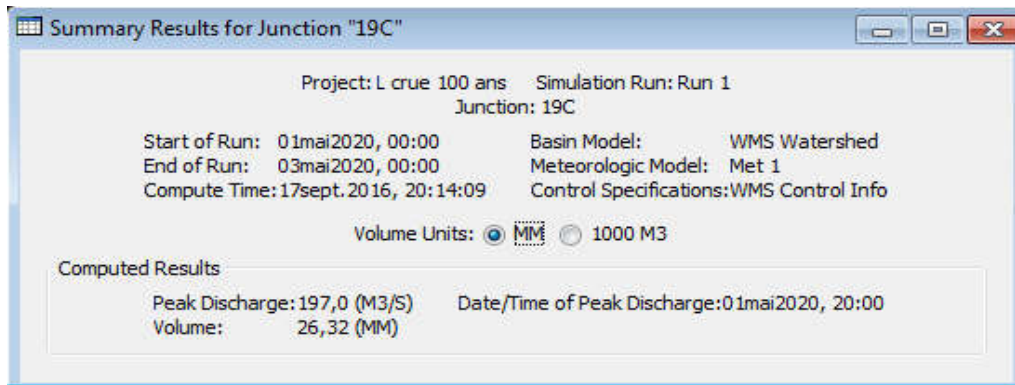 Summary Results for Junction "19C"
Project: L crue 100 ans Simulation Run: Run 1
Junction: 19C
Start of Run: 01mai2020, 00:00 Basin Model: WMS Watershed
End of Run: 03mai2020, 00:00 Meteorologic Model: Met 1
Compute Time:17sept.2016, 20:14:09 Control Specifications:WMS Control Info
Volume Units: MM 1000 M3
Computed Results
Peak Discharge:197,0 (M3/S) Date/Time of Peak Discharge:01mai2020, 20:00
Volume: 26,32 (MM)